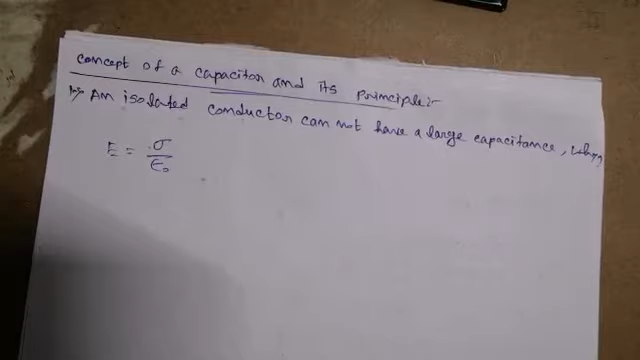 concept of a capacitor and its Principle:-
An isolated conductor can not have a large capacitance, why?
E = σ/ε₀